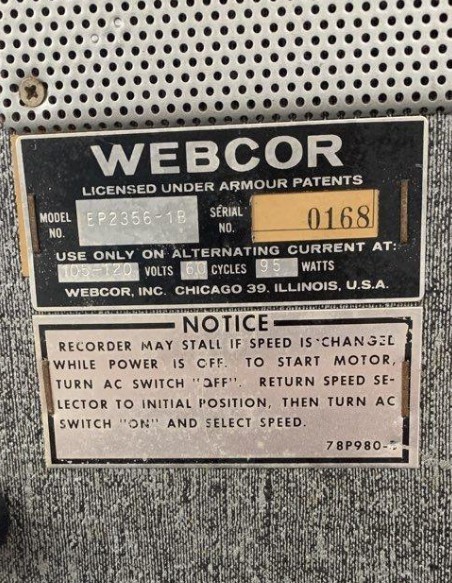 WEBCOR
LICENSED UNDER ARMOUR PATENTS
MODEL NO. EP2356-1B SERIAL NO. 0168
USE ONLY ON ALTERNATING CURRENT AT:
105-120 VOLTS 60 CYCLES 95 WATTS
WEBCOR, INC. CHICAGO 39, ILLINOIS, U.S.A.
NOTICE
RECORDER MAY STALL IF SPEED IS CHANGED
WHILE POWER IS OFF. TO START MOTOR,
TURN AC SWITCH "OFF". RETURN SPEED SE-
LECTOR TO INITIAL POSITION, THEN TURN AC
SWITCH "ON" AND SELECT SPEED.